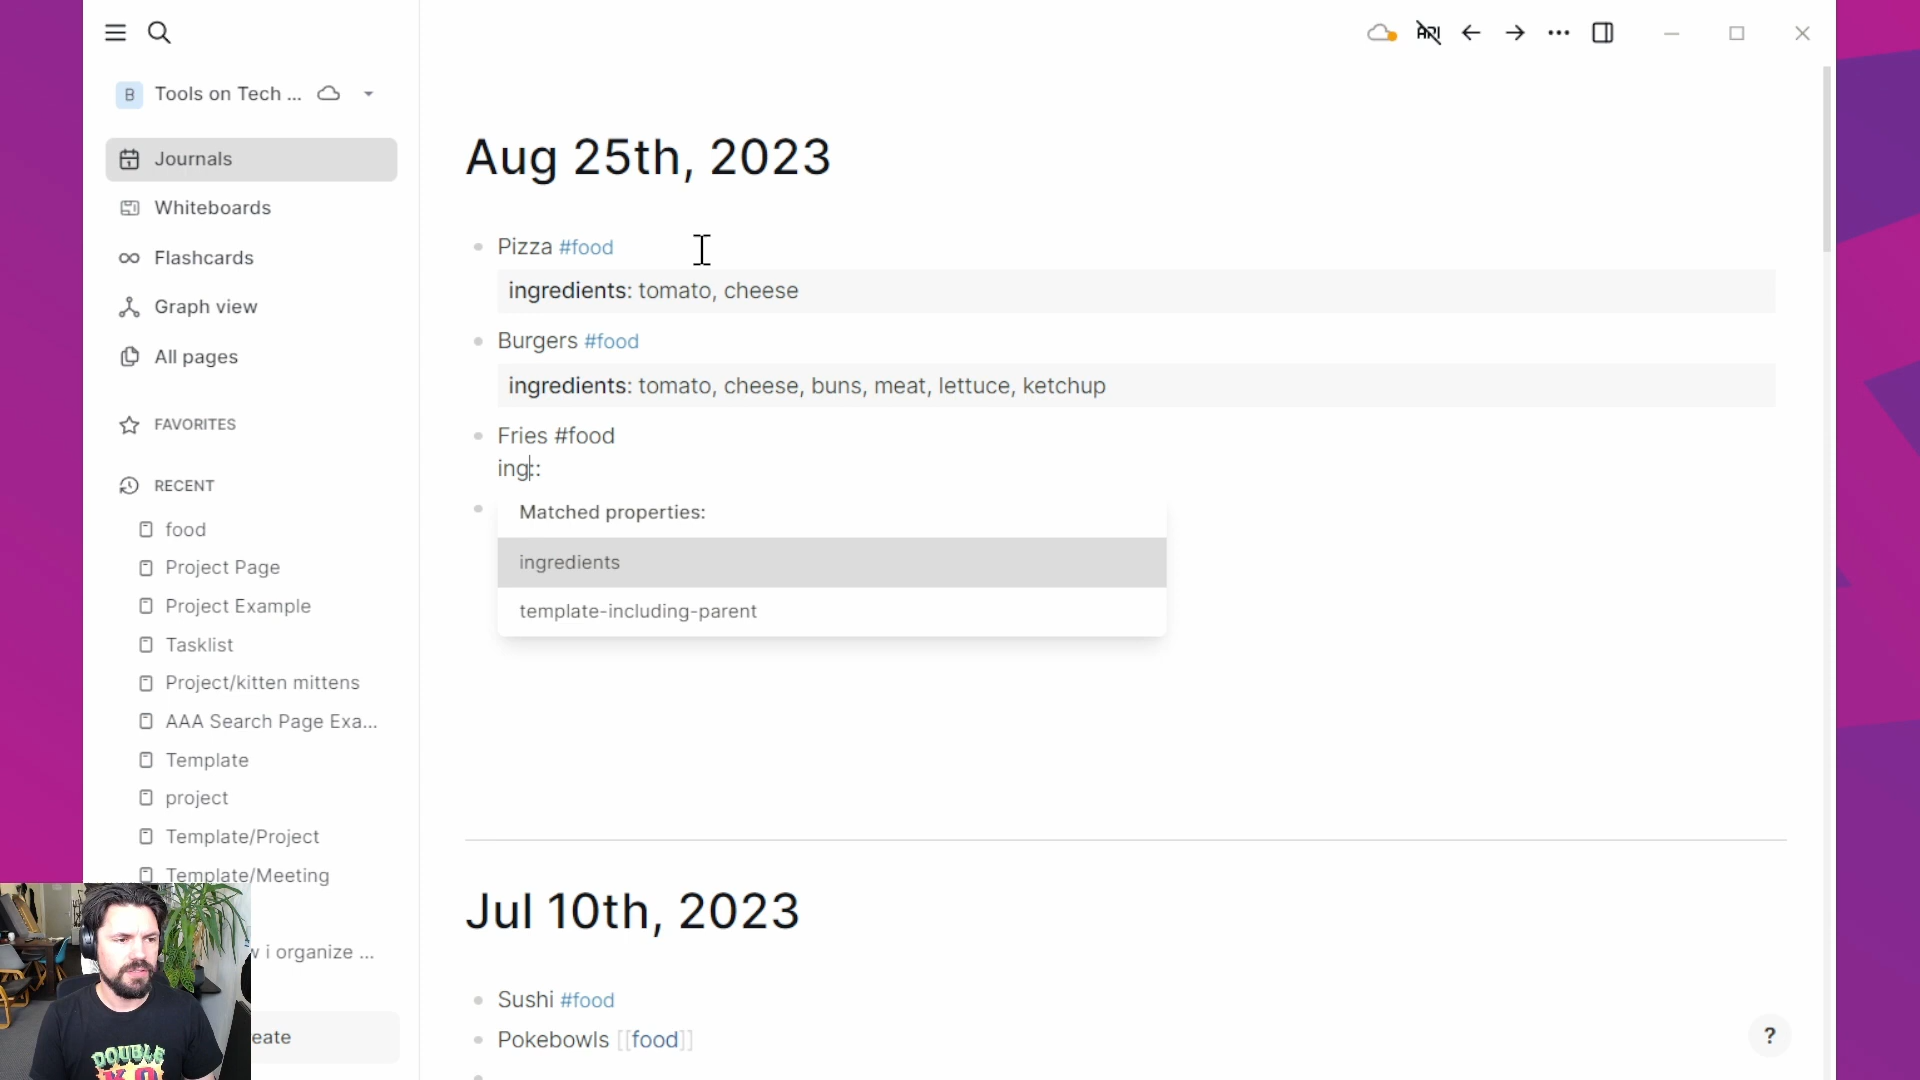 API
B Tools on Tech ...
Journals
Whiteboards
Flashcards
Graph view
All pages
FAVORITES
RECENT
food
Project Page
Project Example
Tasklist
Project/kitten mittens
AAA Search Page Exa...
Template
project
Template/Project
Template/Meeting
w i organize ...
eate
Aug 25th, 2023
Pizza #food
ingredients: tomato, cheese
Burgers #food
ingredients: tomato, cheese, buns, meat, lettuce, ketchup
Fries #food
ing::
Matched properties:
ingredients
template-including-parent
Jul 10th, 2023
Sushi #food
Pokebowls [[food]]
?
DOUBLE
K.O